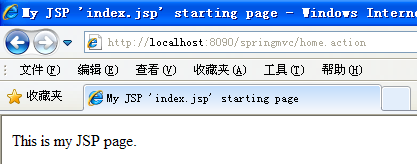 My JSP 'index.jsp' starting page - Windows Intern
http://localhost:8090/springmvc/home.action
文件(F) 编辑(E) 查看(V) 收藏夹(A) 工具(T) 帮助(H)
收藏夹 My JSP 'index.jsp' starting page
This is my JSP page.